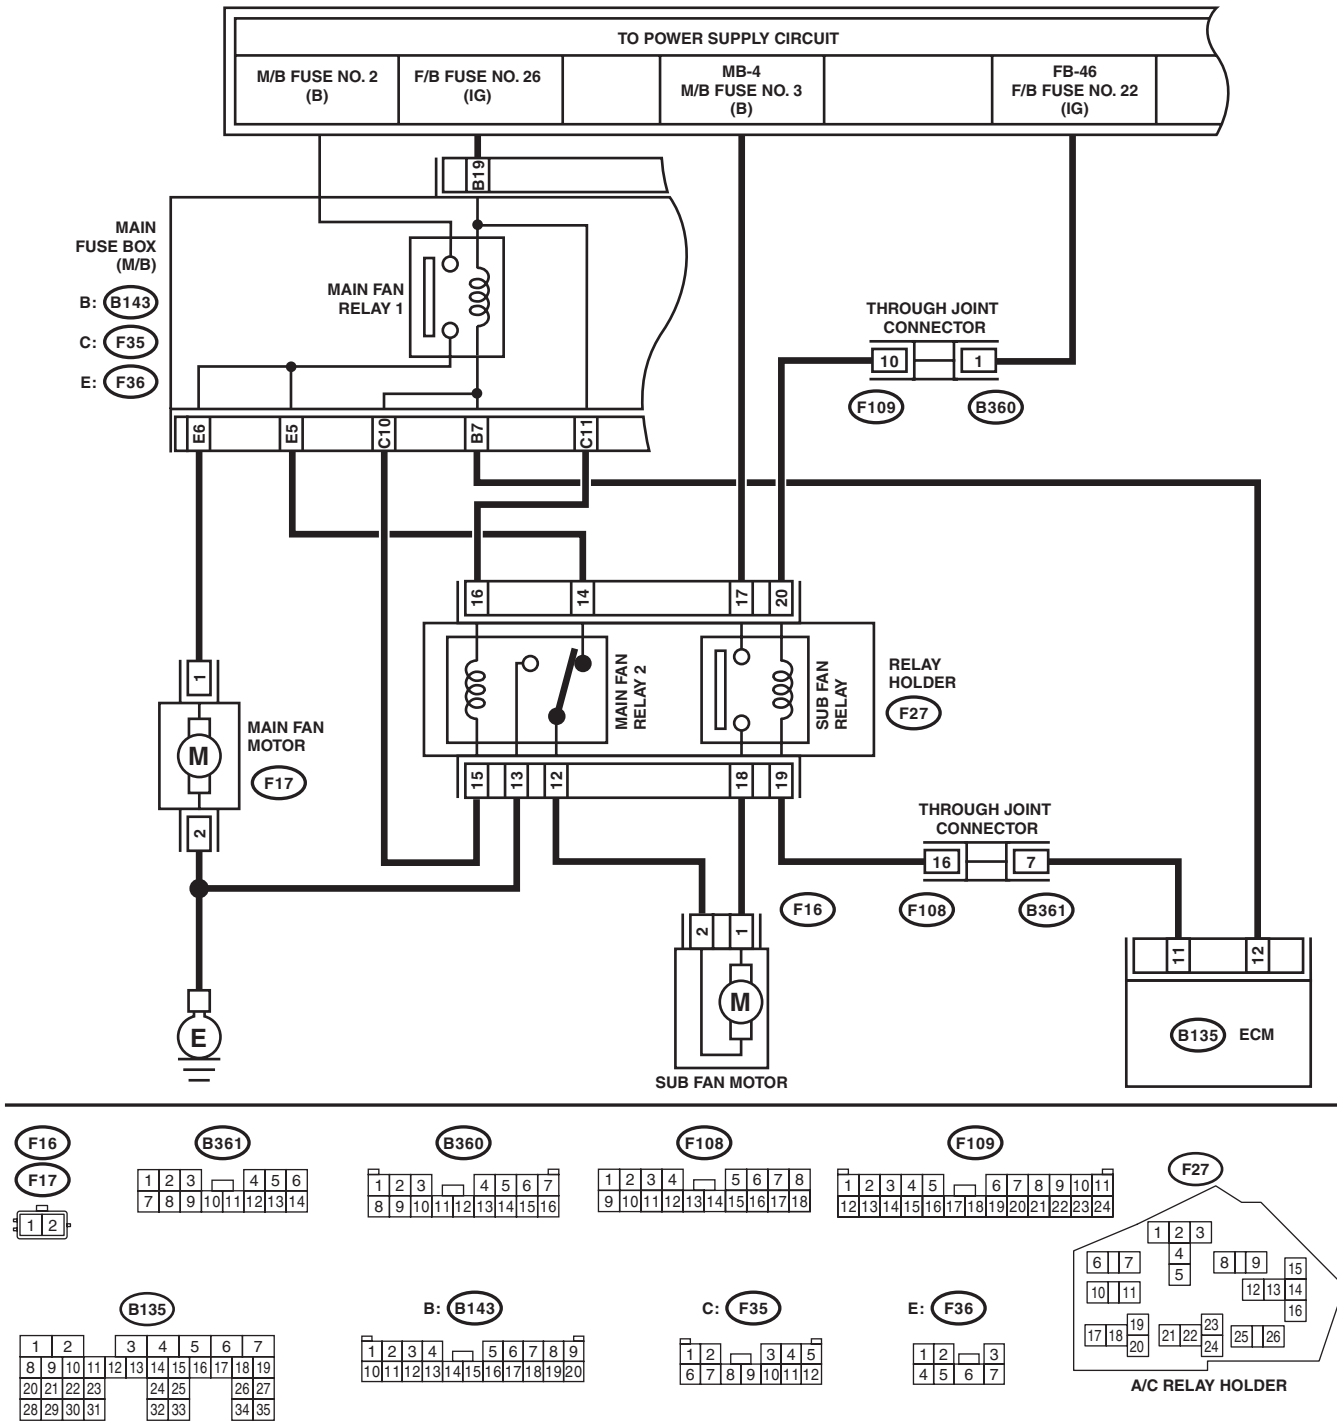 TO POWER SUPPLY CIRCUIT
M/B FUSE NO. 2
(B)
F/B FUSE NO. 26
(IG)
MB-4
M/B FUSE NO. 3
(B)
FB-46
F/B FUSE NO. 22
(IG)
B19
MAIN
FUSE BOX
(M/B)
B: B143
C: F35
E: F36
MAIN FAN
RELAY 1
THROUGH JOINT
CONNECTOR
10 1
F109 B360
E6 E5 C10 B7 C11
16 14 17 20
MAIN FAN
RELAY 2
SUB FAN
RELAY
RELAY
HOLDER
F27
1
M
MAIN FAN
MOTOR
F17
2
15 13 12 18 19
THROUGH JOINT
CONNECTOR
16 7
F16 F108 B361
2 1
M
SUB FAN MOTOR
11 12
B135 ECM
E
F16
F17
1 2
B361
1 2 3 4 5 6
7 8 9 10 11 12 13 14
B360
1 2 3 4 5 6 7
8 9 10 11 12 13 14 15 16
F108
1 2 3 4 5 6 7 8
9 10 11 12 13 14 15 16 17 18
F109
1 2 3 4 5 6 7 8 9 10 11
12 13 14 15 16 17 18 19 20 21 22 23 24
F27
1 2 3
4
5
6 7
8 9
10 11
12 13 14
15
16
17 18
19
20
21 22
23
24
25 26
A/C RELAY HOLDER
B135
1 2 3 4 5 6 7
8 9 10 11 12 13 14 15 16 17 18 19
20 21 22 23 24 25 26 27
28 29 30 31 32 33 34 35
B: B143
1 2 3 4 5 6 7 8 9
10 11 12 13 14 15 16 17 18 19 20
C: F35
1 2 3 4 5
6 7 8 9 10 11 12
E: F36
1 2 3
4 5 6 7